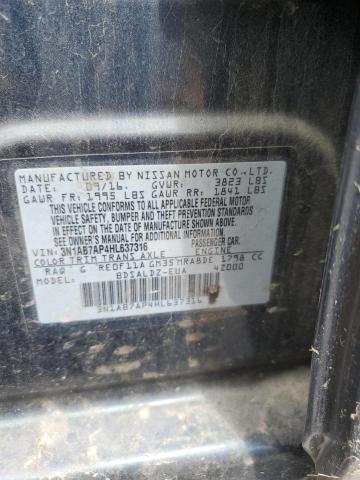 MANUFACTURED BY NISSAN MOTOR CO., LTD.
DATE: 09/16 GVWR: 3823 LBS
GAWR FR: 1995 LBS GAWR RR: 1841 LBS
THIS VEHICLE CONFORMS TO ALL APPLICABLE FEDERAL MOTOR
VEHICLE SAFETY, BUMPER AND THEFT PREVENTION STANDARDS
IN EFFECT ON THE DATE OF MANUFACTURE SHOWN ABOVE.
SEE OWNER'S MANUAL FOR ADDITIONAL INFORMATION.
VIN: 3N1AB7AP4HL637316 PASSENGER CAR
COLOR TRIM TRANS AXLE ENGINE
RAQ G RE0F11A GM35 MRA8DE 1798 CC
MODEL: BDSALDZ-EUA 4Z000
3N1AB7AP4HL637316